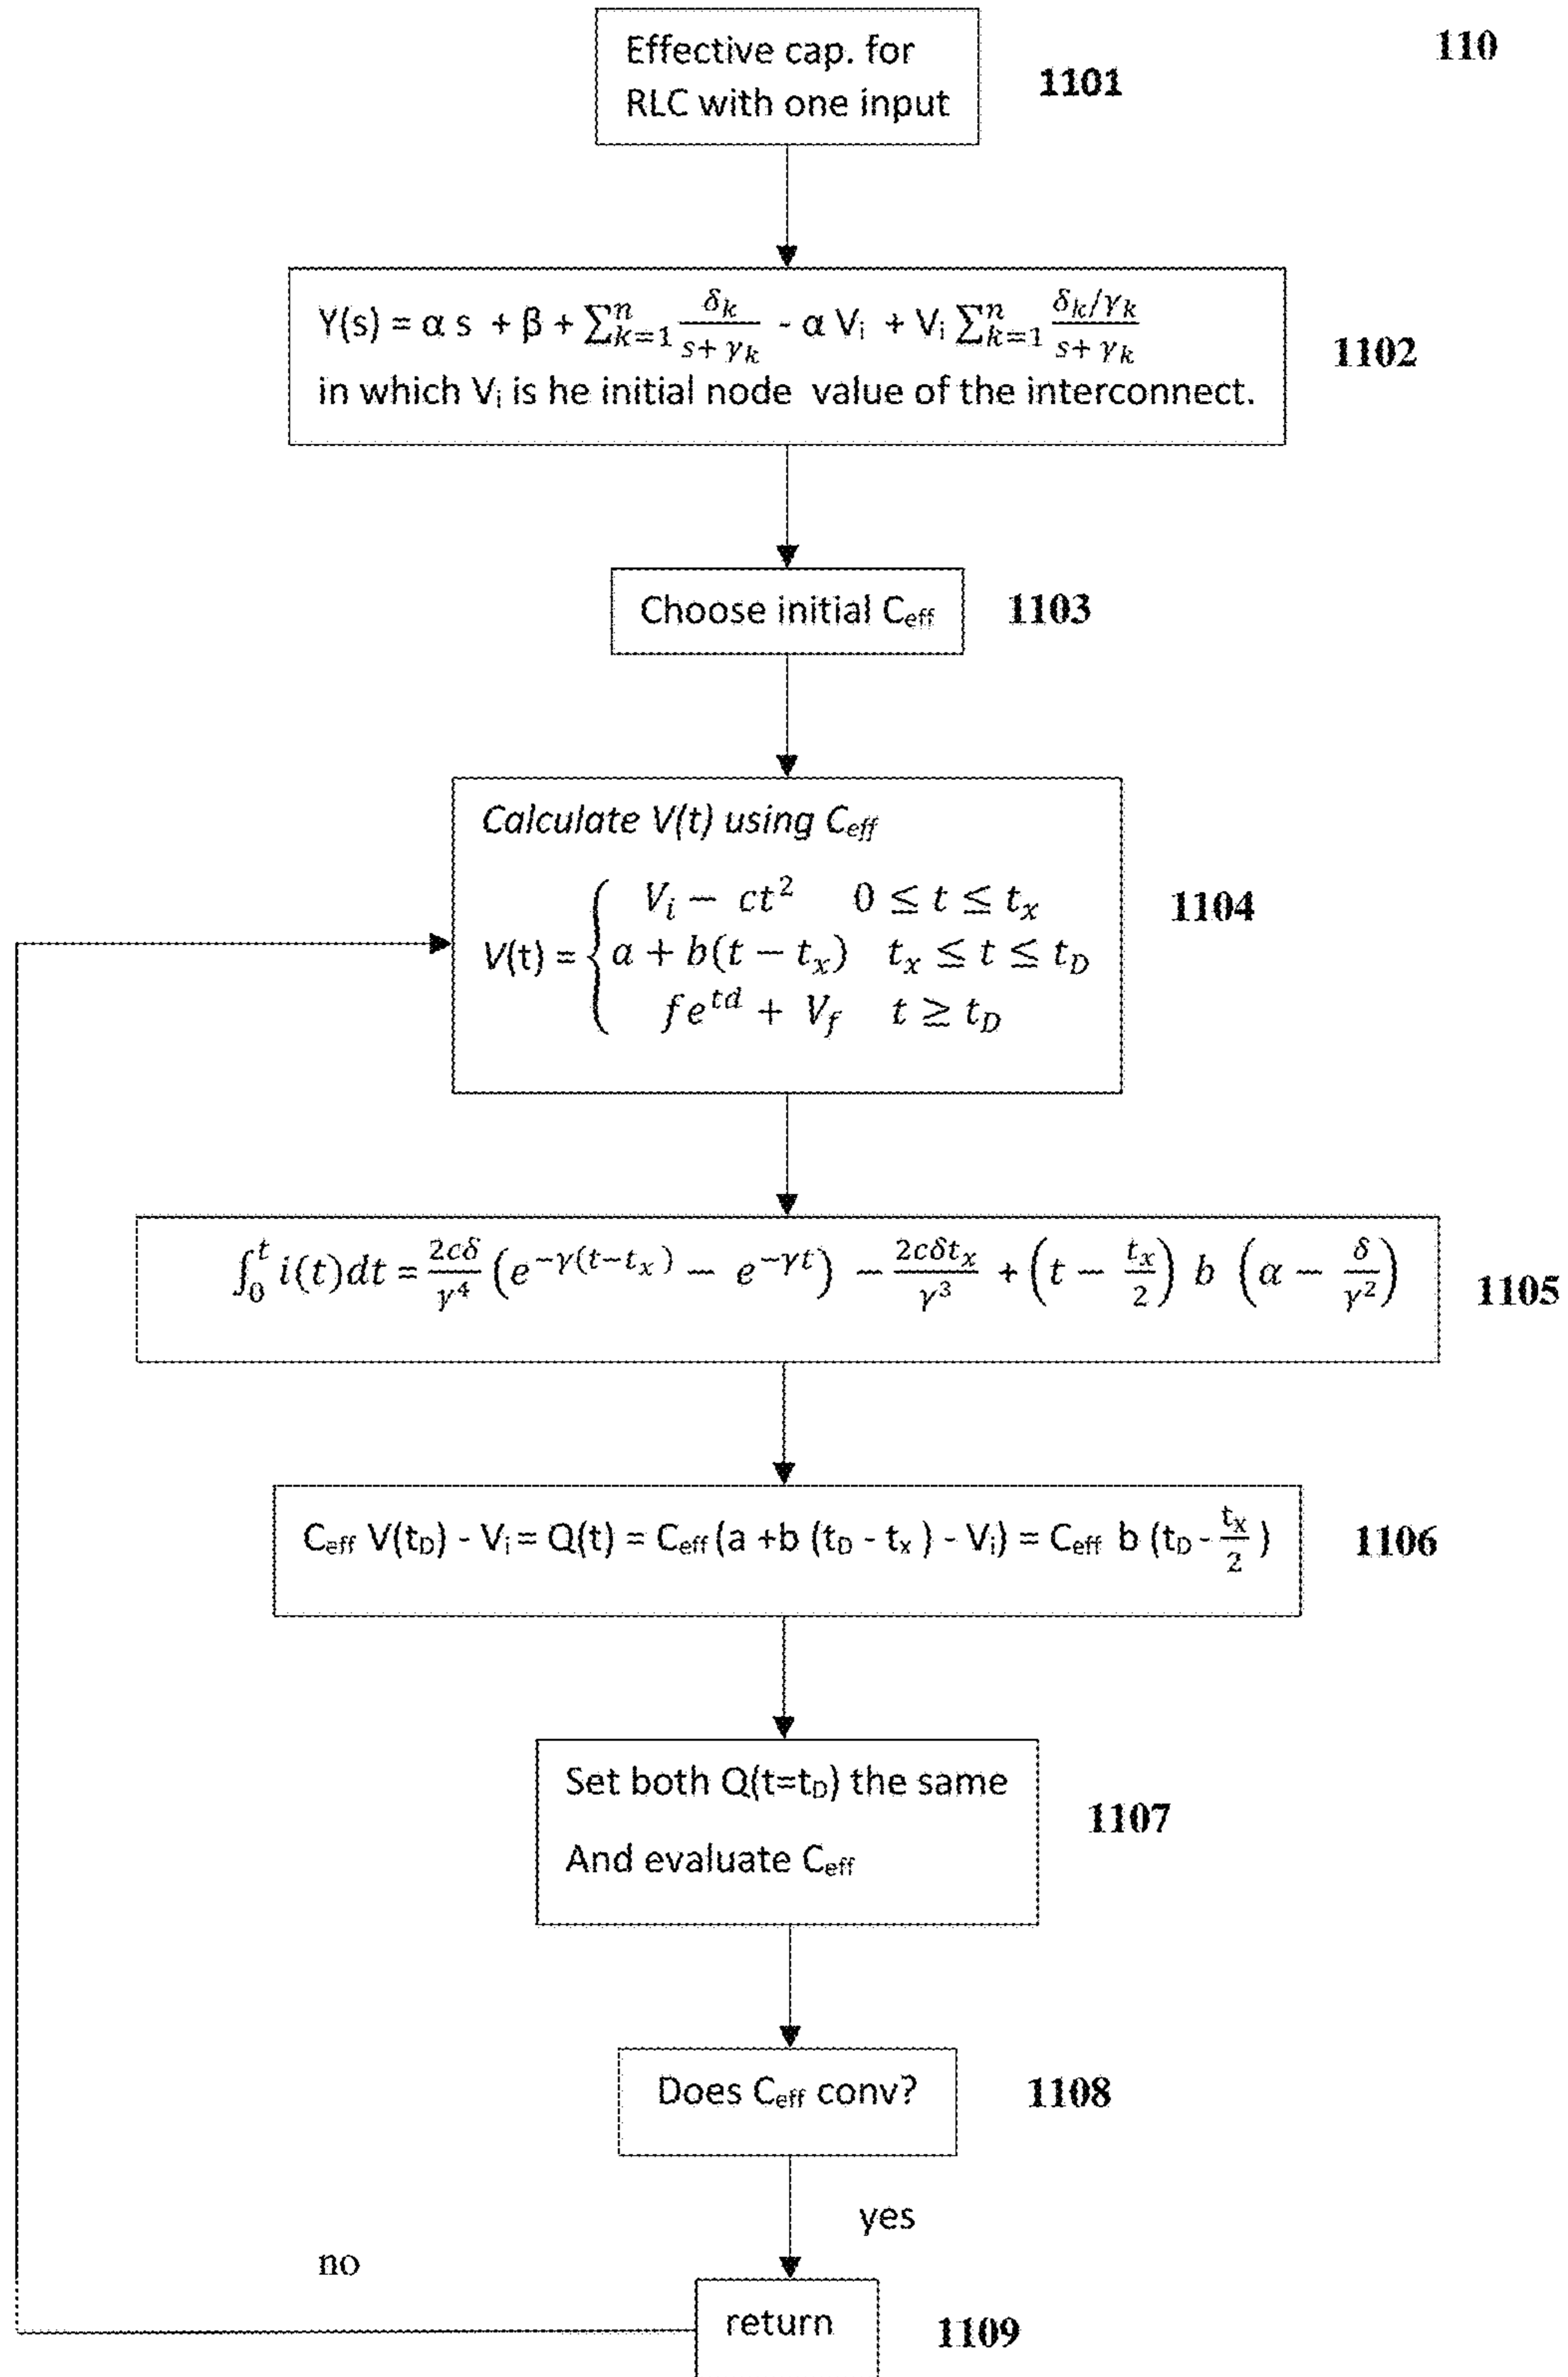 110
Effective cap. for
RLC with one input
1101
Y(s) = α s + β + ∑_{k=1}^{n} δ_k/(s+ γ_k) - α V_i + V_i ∑_{k=1}^{n} (δ_k/γ_k)/(s+ γ_k)
in which V_i is he initial node value of the interconnect.
1102
Choose initial C_eff
1103
Calculate V(t) using C_eff
V(t) = {
V_i − ct² 0 ≤ t ≤ t_x
a + b(t − t_x) t_x ≤ t ≤ t_D
fe^{td} + V_f t ≥ t_D
1104
∫_0^t i(t)dt = 2cδ/γ⁴ (e^{−γ(t−t_x)} − e^{−γt}) − 2cδt_x/γ³ + (t − t_x/2) b (α − δ/γ²)
1105
C_eff V(t_D) - V_i = Q(t) = C_eff (a +b (t_D - t_x ) - V_i) = C_eff b (t_D - t_x/2 )
1106
Set both Q(t=t_D) the same
And evaluate C_eff
1107
Does C_eff conv?
1108
yes
no
return
1109